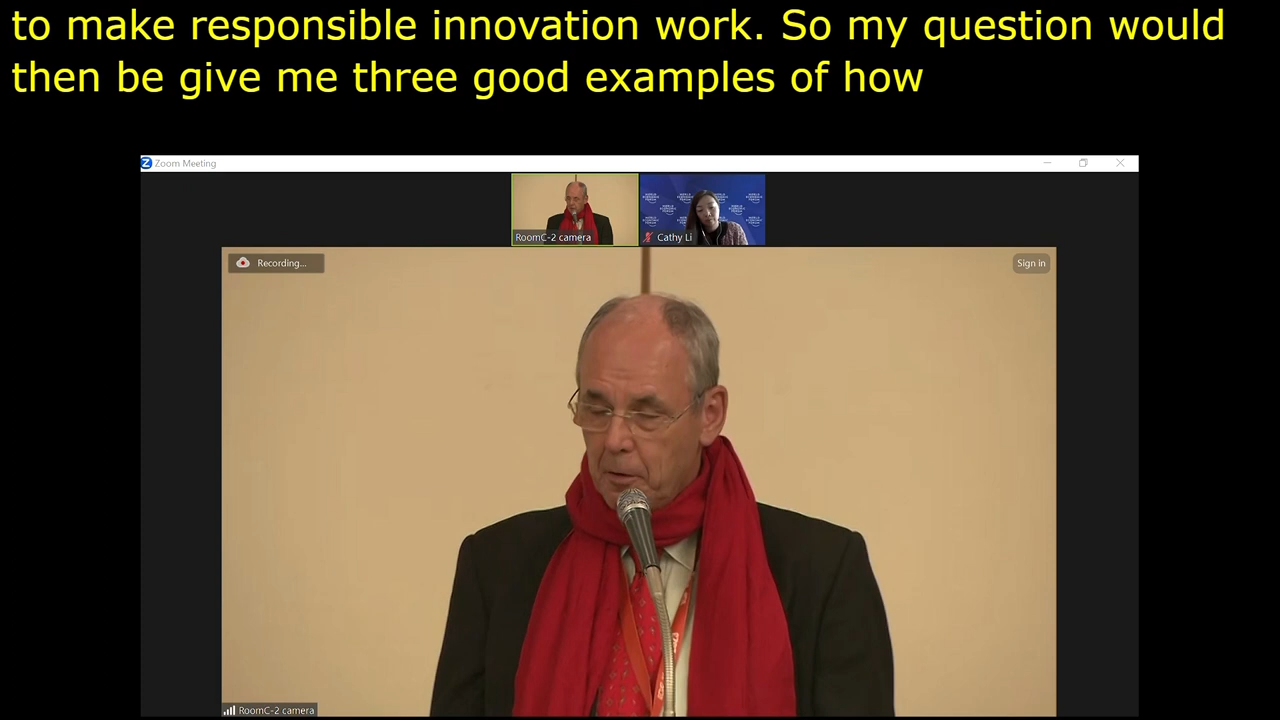 to make responsible innovation work. So my question would
then be give me three good examples of how
Zoom Meeting
RoomC-2 camera
Cathy Li
Recording...
Sign in
RoomC-2 camera